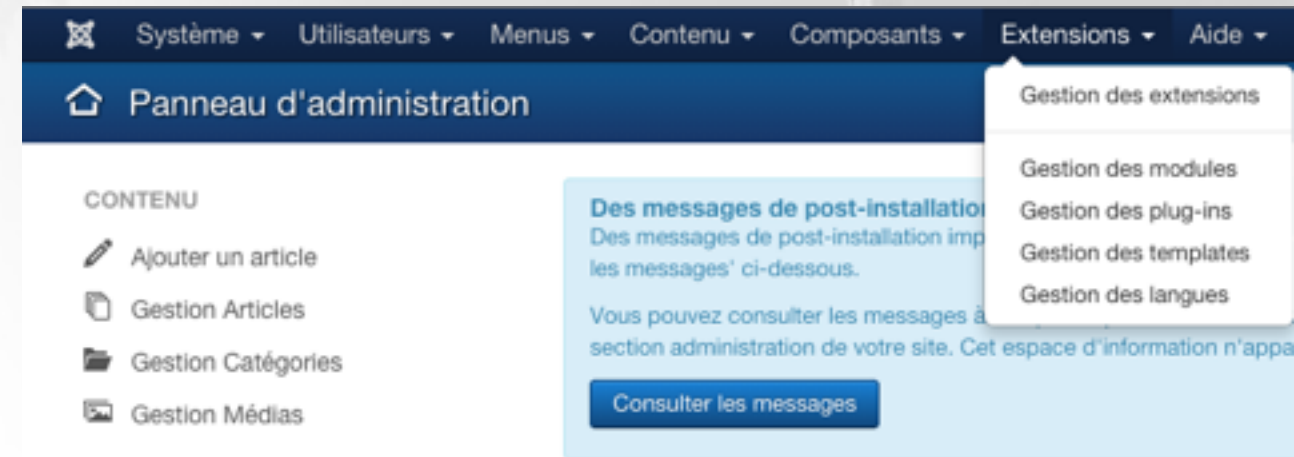 Système Utilisateurs Menus Contenu Composants Extensions Aide
Panneau d'administration
Gestion des extensions
Gestion des modules
Gestion des plug-ins
Gestion des templates
Gestion des langues
CONTENU
Ajouter un article
Gestion Articles
Gestion Catégories
Gestion Médias
Des messages de post-installation
Des messages de post-installation imp
les messages' ci-dessous.
Vous pouvez consulter les messages à
section administration de votre site. Cet espace d'information n'appa
Consulter les messages